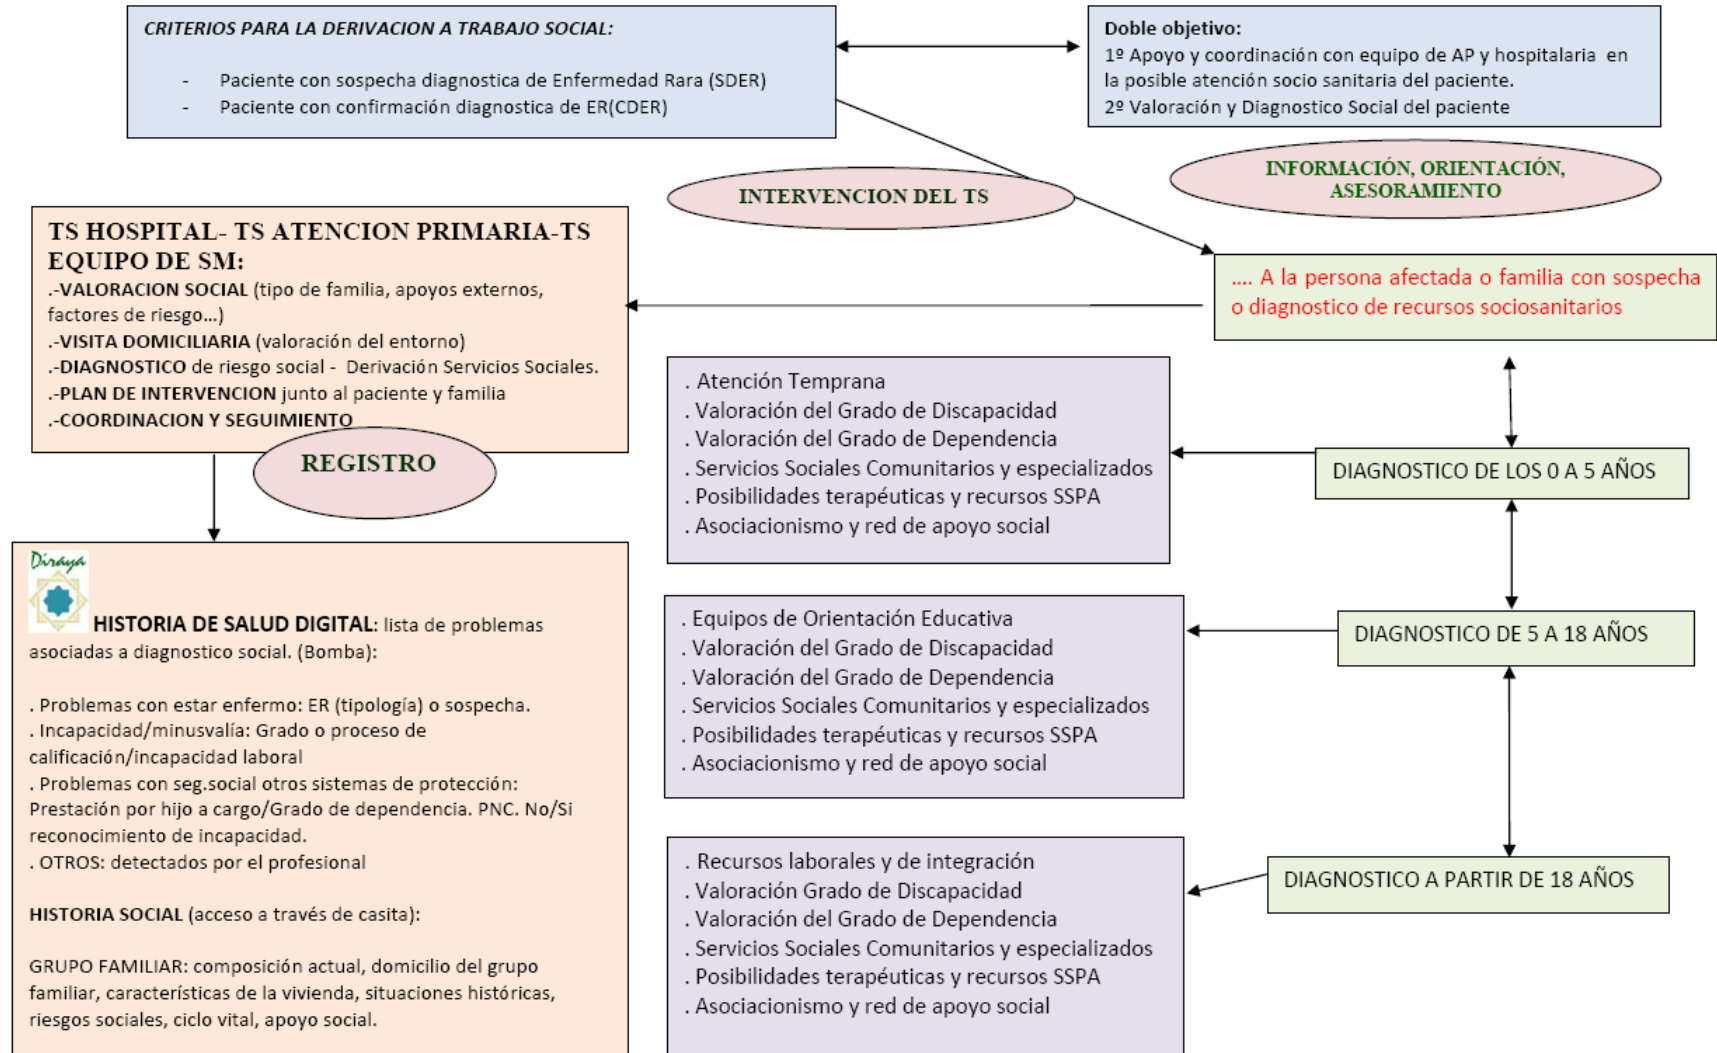 CRITERIOS PARA LA DERIVACION A TRABAJO SOCIAL:
- Paciente con sospecha diagnostica de Enfermedad Rara (SDER)
- Paciente con confirmación diagnostica de ER(CDER)
Doble objetivo:
1º Apoyo y coordinación con equipo de AP y hospitalaria en
la posible atención socio sanitaria del paciente.
2º Valoración y Diagnostico Social del paciente
INTERVENCION DEL TS
INFORMACIÓN, ORIENTACIÓN,
ASESORAMIENTO
TS HOSPITAL- TS ATENCION PRIMARIA-TS
EQUIPO DE SM:
.-VALORACION SOCIAL (tipo de familia, apoyos externos,
factores de riesgo...)
.-VISITA DOMICILIARIA (valoración del entorno)
.-DIAGNOSTICO de riesgo social - Derivación Servicios Sociales.
.-PLAN DE INTERVENCION junto al paciente y familia
.-COORDINACION Y SEGUIMIENTO
.... A la persona afectada o familia con sospecha
o diagnostico de recursos sociosanitarios
REGISTRO
. Atención Temprana
. Valoración del Grado de Discapacidad
. Valoración del Grado de Dependencia
. Servicios Sociales Comunitarios y especializados
. Posibilidades terapéuticas y recursos SSPA
. Asociacionismo y red de apoyo social
DIAGNOSTICO DE LOS 0 A 5 AÑOS
Diraya
HISTORIA DE SALUD DIGITAL: lista de problemas
asociadas a diagnostico social. (Bomba):
. Problemas con estar enfermo: ER (tipología) o sospecha.
. Incapacidad/minusvalía: Grado o proceso de
calificación/incapacidad laboral
. Problemas con seg.social otros sistemas de protección:
Prestación por hijo a cargo/Grado de dependencia. PNC. No/Si
reconocimiento de incapacidad.
. OTROS: detectados por el profesional
HISTORIA SOCIAL (acceso a través de casita):
GRUPO FAMILIAR: composición actual, domicilio del grupo
familiar, características de la vivienda, situaciones históricas,
riesgos sociales, ciclo vital, apoyo social.
. Equipos de Orientación Educativa
. Valoración del Grado de Discapacidad
. Valoración del Grado de Dependencia
. Servicios Sociales Comunitarios y especializados
. Posibilidades terapéuticas y recursos SSPA
. Asociacionismo y red de apoyo social
DIAGNOSTICO DE 5 A 18 AÑOS
. Recursos laborales y de integración
. Valoración Grado de Discapacidad
. Valoración del Grado de Dependencia
. Servicios Sociales Comunitarios y especializados
. Posibilidades terapéuticas y recursos SSPA
. Asociacionismo y red de apoyo social
DIAGNOSTICO A PARTIR DE 18 AÑOS